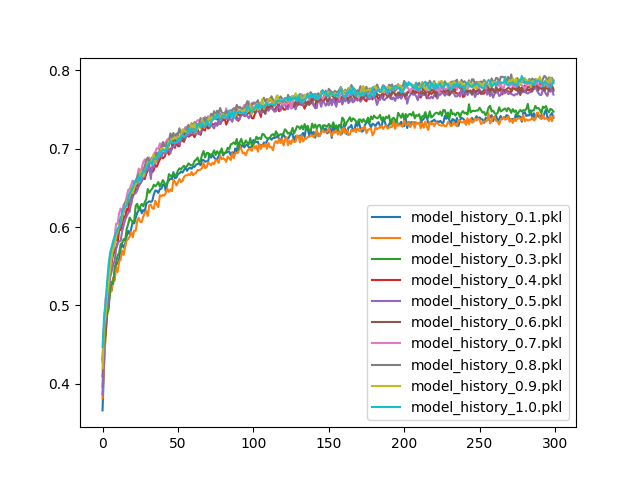 0.8
0.7
0.6
0.5
0.4
0 50 100 150 200 250 300
model_history_0.1.pkl
model_history_0.2.pkl
model_history_0.3.pkl
model_history_0.4.pkl
model_history_0.5.pkl
model_history_0.6.pkl
model_history_0.7.pkl
model_history_0.8.pkl
model_history_0.9.pkl
model_history_1.0.pkl